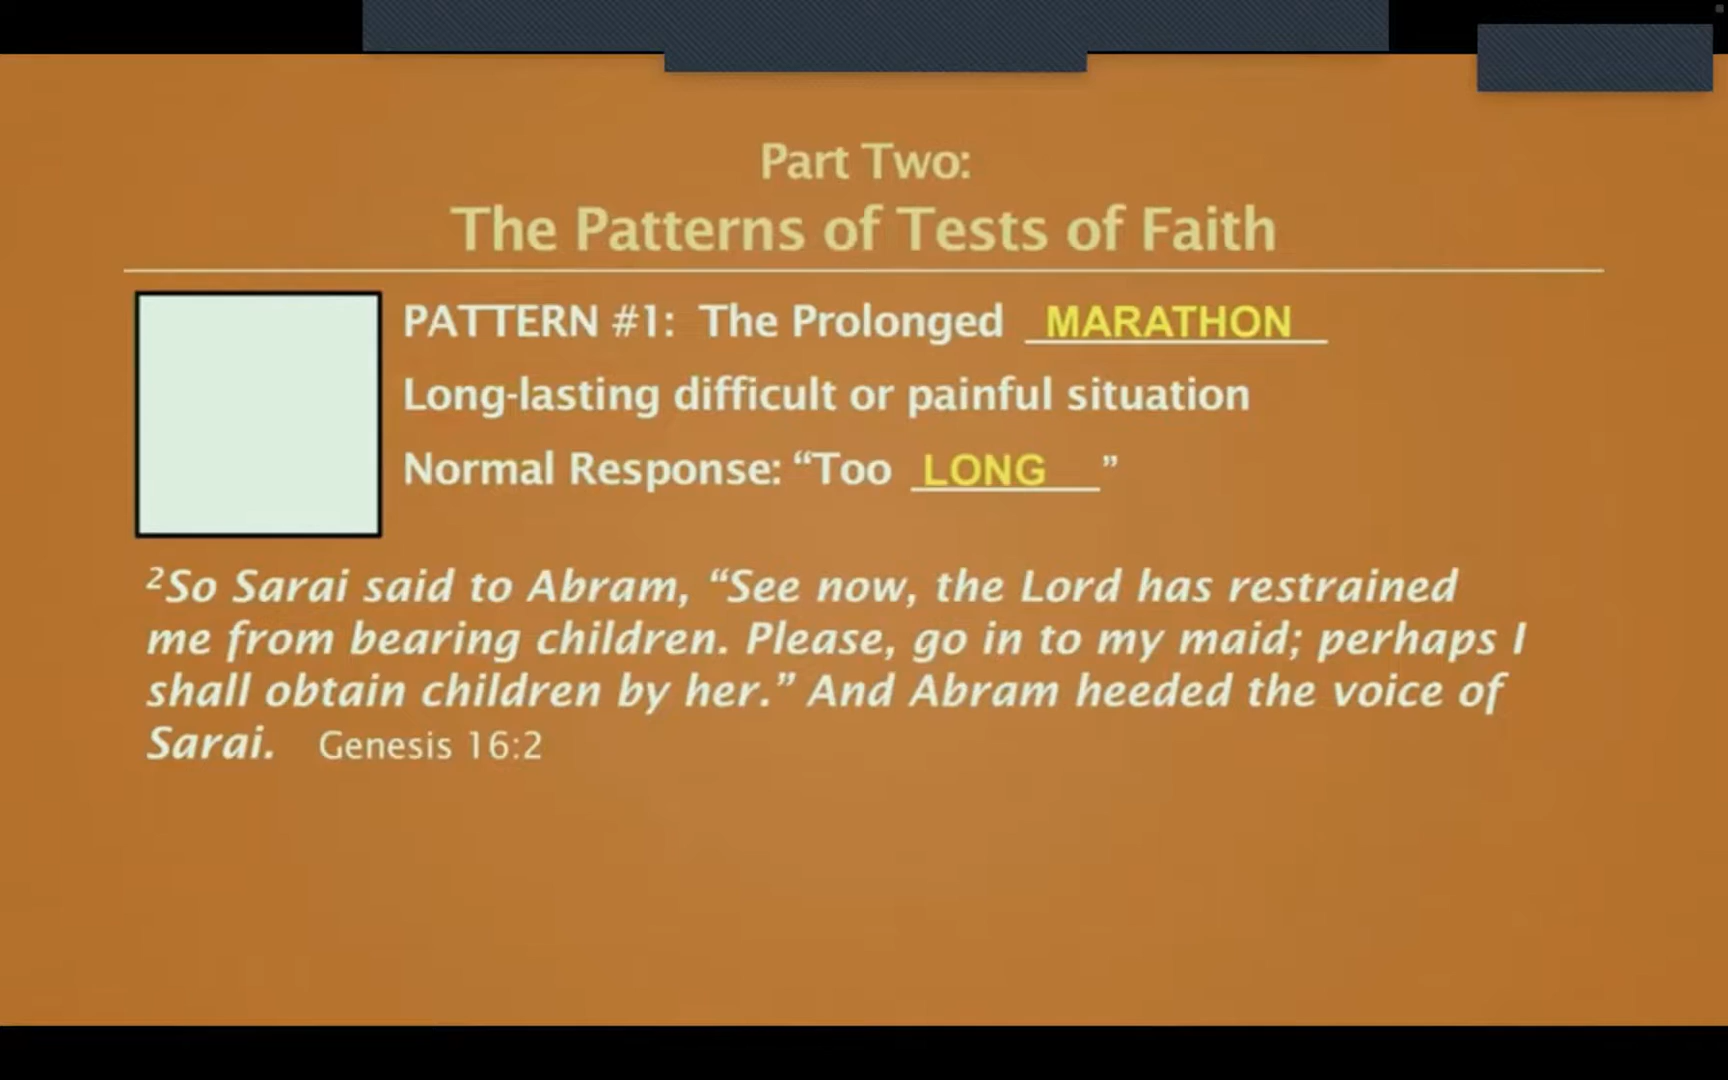 Part Two:
The Patterns of Tests of Faith
PATTERN #1: The Prolonged MARATHON
Long-lasting difficult or painful situation
Normal Response: “Too LONG ”
²So Sarai said to Abram, “See now, the Lord has restrained
me from bearing children. Please, go in to my maid; perhaps I
shall obtain children by her.” And Abram heeded the voice of
Sarai. Genesis 16:2